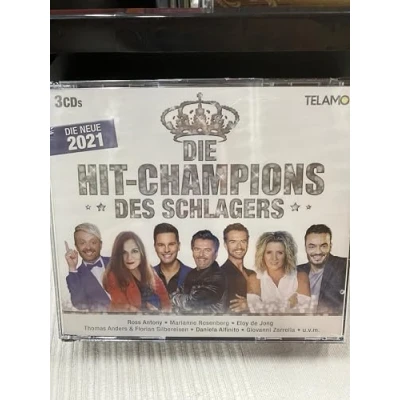 3CDs
TELAMO
DIE NEUE
2021
DIE
HIT-CHAMPIONS
DES SCHLAGERS
Ross Antony • Marianne Rosenberg • Eloy de Jong
Thomas Anders & Florian Silbereisen • Daniela Alfinito • Giovanni Zarrella • u.v.m.